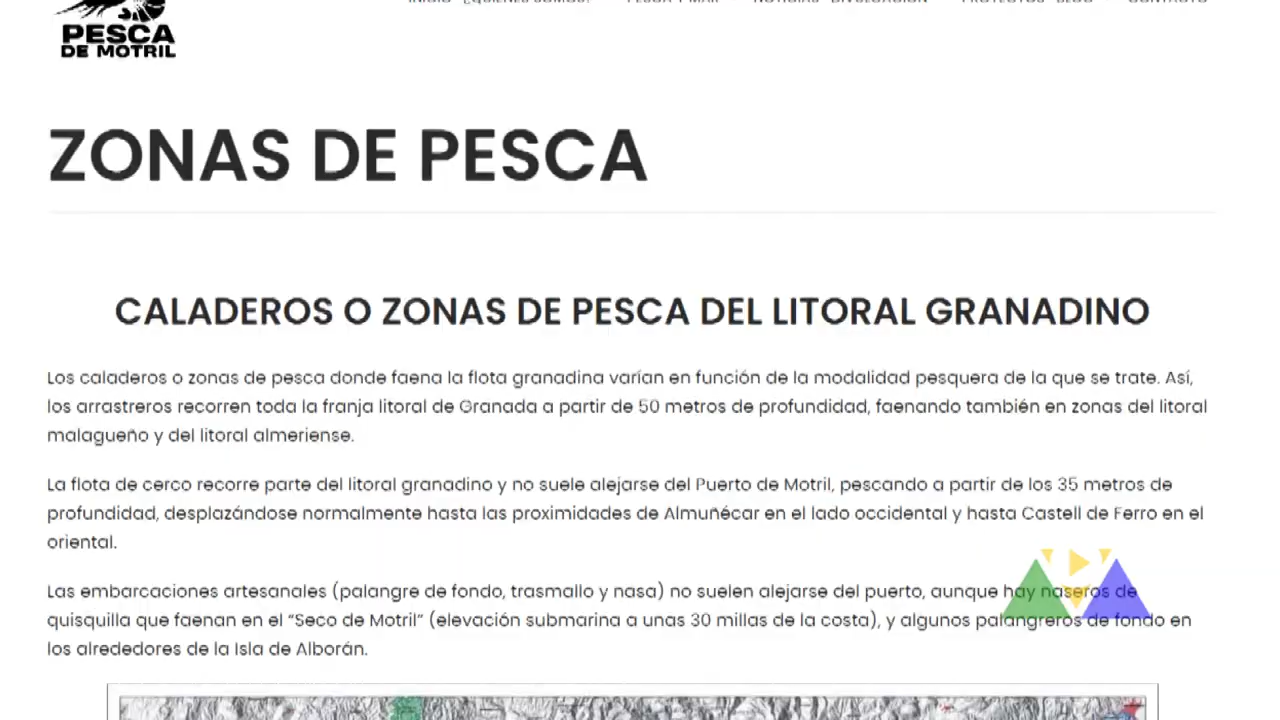 PESCA
DE MOTRIL
ZONAS DE PESCA
CALADEROS O ZONAS DE PESCA DEL LITORAL GRANADINO
Los caladeros o zonas de pesca donde faena la flota granadina varían en función de la modalidad pesquera de la que se trate. Así,
los arrastreros recorren toda la franja litoral de Granada a partir de 50 metros de profundidad, faenando también en zonas del litoral
malagueño y del litoral almeriense.
La flota de cerco recorre parte del litoral granadino y no suele alejarse del Puerto de Motril, pescando a partir de los 35 metros de
profundidad, desplazándose normalmente hasta las proximidades de Almuñécar en el lado occidental y hasta Castell de Ferro en el
oriental.
Las embarcaciones artesanales (palangre de fondo, trasmallo y nasa) no suelen alejarse del puerto, aunque hay naseros de
quisquilla que faenan en el “Seco de Motril” (elevación submarina a unas 30 millas de la costa), y algunos palangreros de fondo en
los alrededores de la Isla de Alborán.